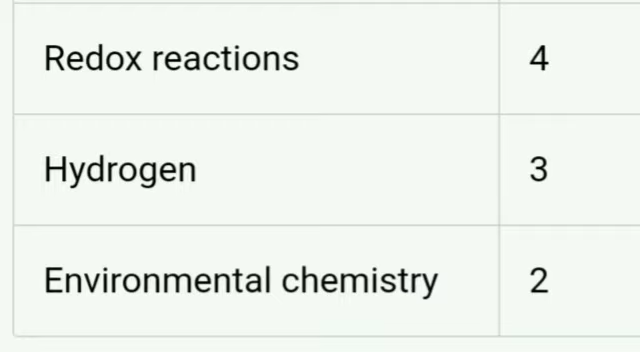 Redox reactions 4
Hydrogen 3
Environmental chemistry 2